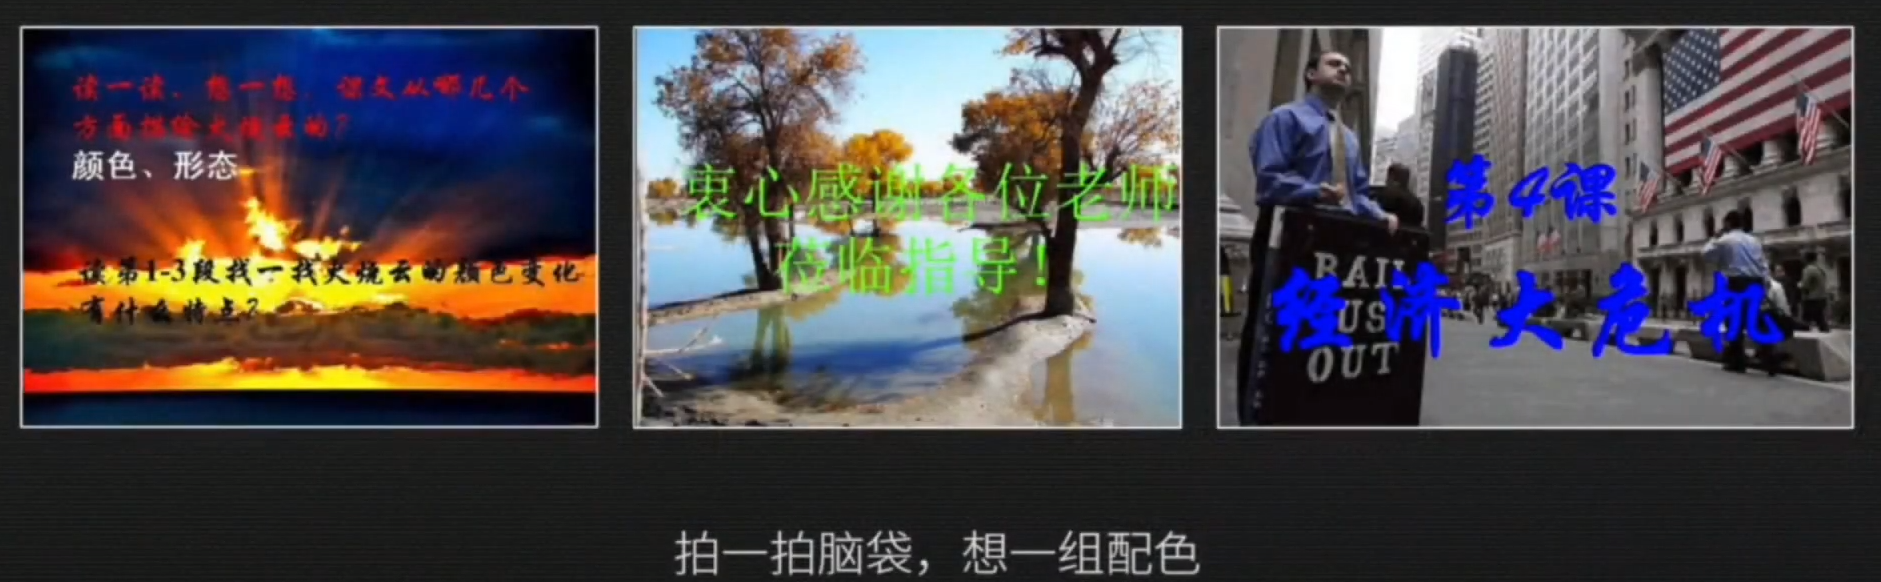 读一读、想一想，课文从哪几个
方面描绘火烧云的？
颜色、形态
读第1-3段找一找火烧云的颜色变化
有什么特点？
衷心感谢各位老师
莅临指导！
第4课
经济大危机
BAIL
OUT
拍一拍脑袋，想一组配色